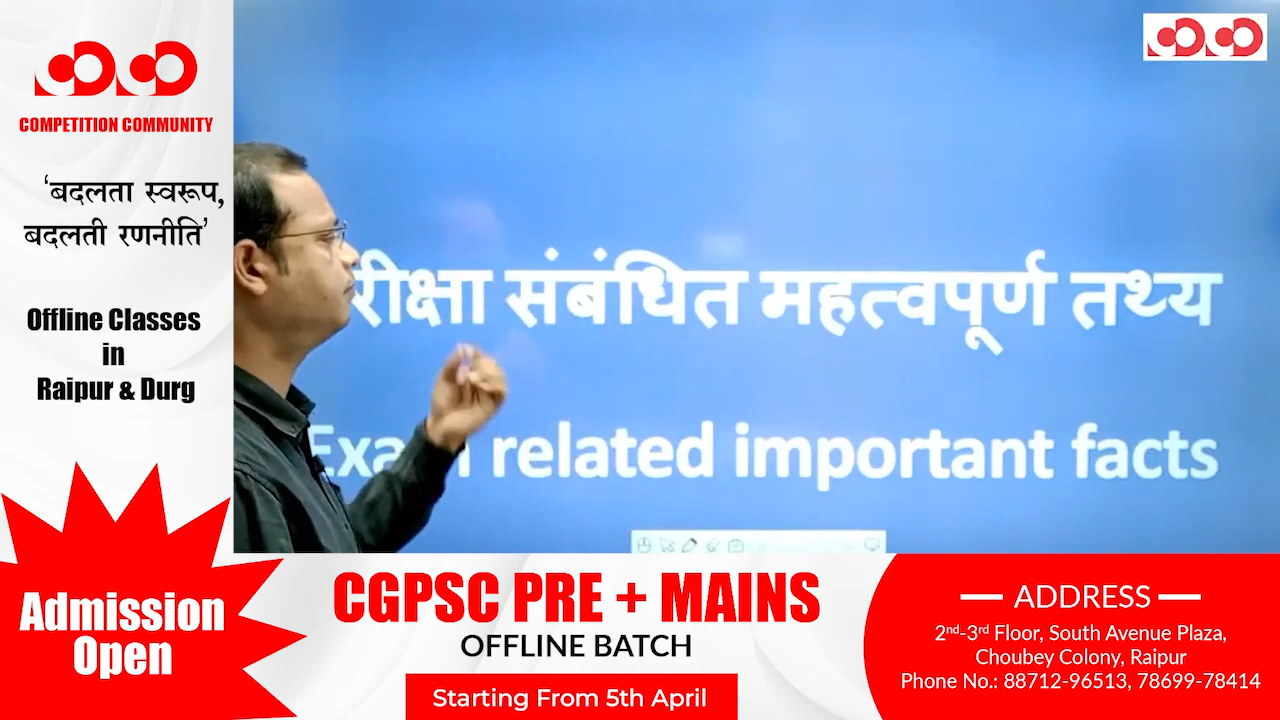 COMPETITION COMMUNITY
‘बदलता स्वरूप,
बदलती रणनीति’
Offline Classes
in
Raipur & Durg
Admission
Open
रीक्षा संबंधित महत्वपूर्ण तथ्य
related important facts
CGPSC PRE + MAINS
OFFLINE BATCH
Starting From 5th April
ADDRESS
2nd-3rd Floor, South Avenue Plaza,
Choubey Colony, Raipur
Phone No.: 88712-96513, 78699-78414